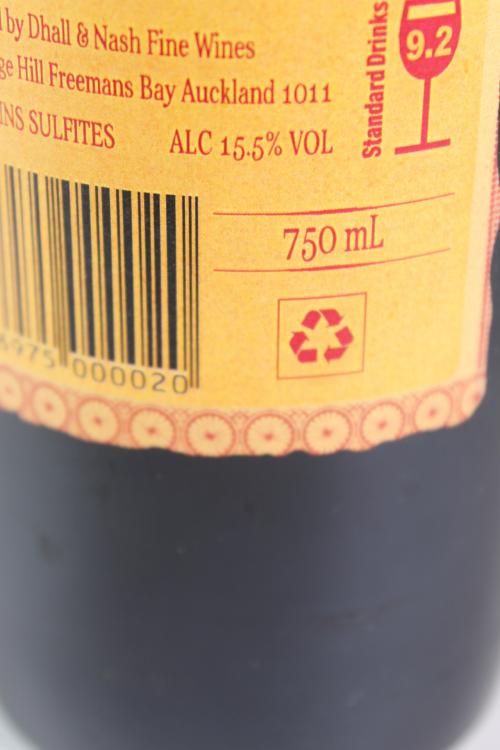 by Dhall & Nash Fine Wines
Hill Freemans Bay Auckland 1011
SULFITES
ALC 15.5% VOL
Standard Drinks
9.2
750 mL
000020